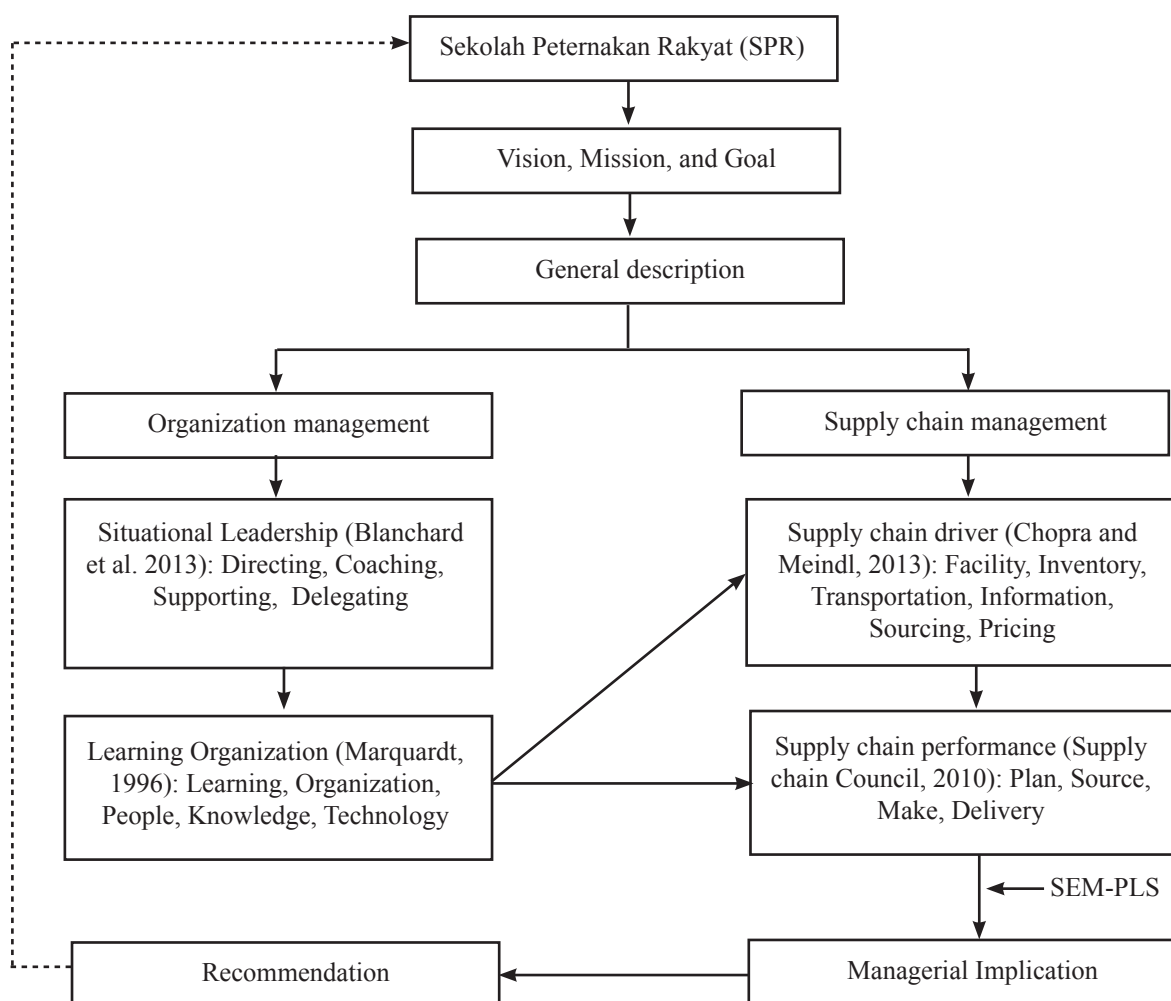 Sekolah Peternakan Rakyat (SPR)
Vision, Mission, and Goal
General description
Organization management
Supply chain management
Situational Leadership (Blanchard
et al. 2013): Directing, Coaching,
Supporting, Delegating
Supply chain driver (Chopra and
Meindl, 2013): Facility, Inventory,
Transportation, Information,
Sourcing, Pricing
Learning Organization (Marquardt,
1996): Learning, Organization,
People, Knowledge, Technology
Supply chain performance (Supply
chain Council, 2010): Plan, Source,
Make, Delivery
SEM-PLS
Recommendation
Managerial Implication